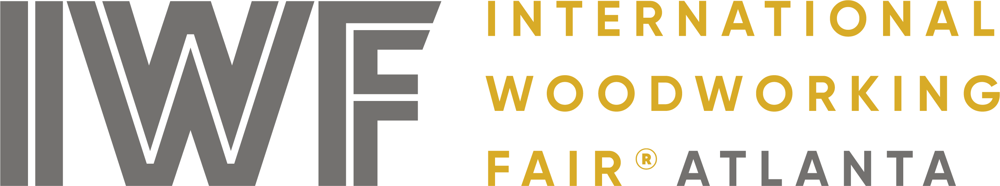 IWF
INTERNATIONAL
WOODWORKING
FAIR® ATLANTA